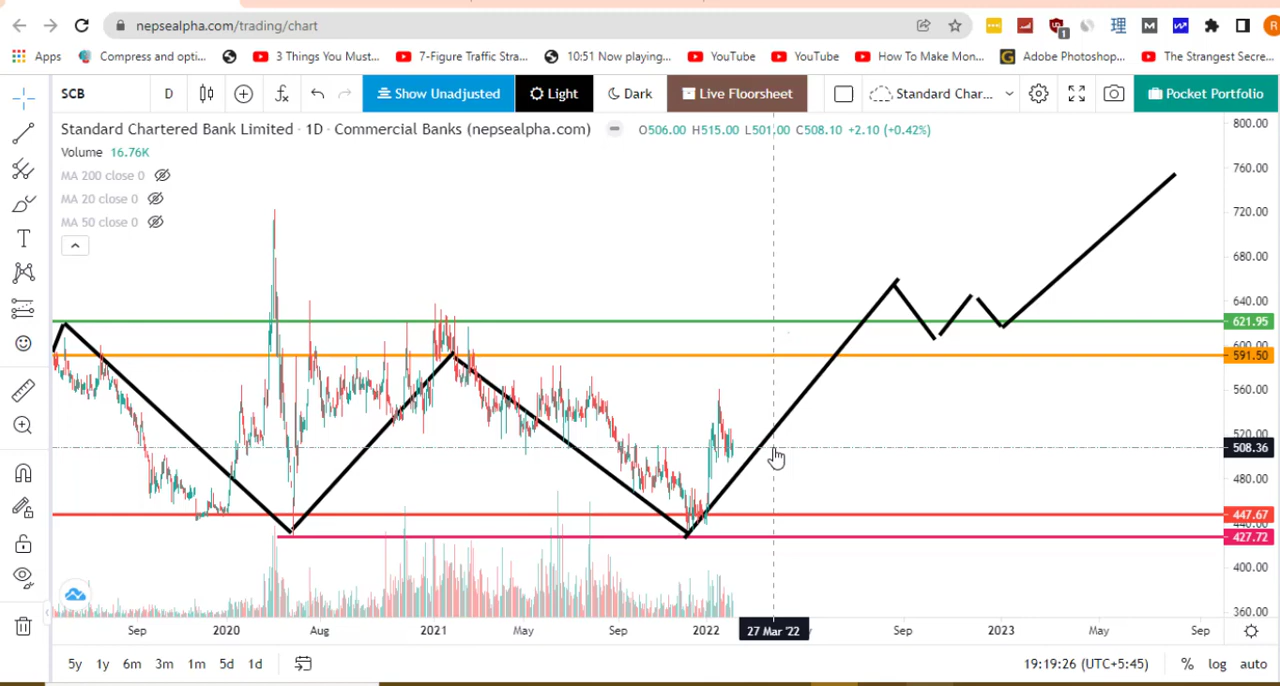 nepsealpha.com/trading/chart
理
M
R
Apps
Compress and opti...
3 Things You Must...
7-Figure Traffic Stra...
10:51 Now playing...
YouTube
YouTube
How To Make Mon...
Adobe Photoshop...
The Strangest Secre...
SCB
D
Show Unadjusted
Light
Dark
Live Floorsheet
Standard Char...
Pocket Portfolio
Standard Chartered Bank Limited · 1D · Commercial Banks (nepsealpha.com)
O506.00 H515.00 L501.00 C508.10 +2.10 (+0.42%)
Volume 16.76K
MA 200 close 0
MA 20 close 0
MA 50 close 0
800.00
760.00
720.00
680.00
640.00
621.95
600.00
591.50
560.00
520.00
508.36
480.00
447.67
440.00
427.72
400.00
360.00
Sep
2020
Aug
2021
May
Sep
2022
27 Mar '22
Sep
2023
May
Sep
5y 1y 6m 3m 1m 5d 1d
19:19:26 (UTC+5:45)
% log auto